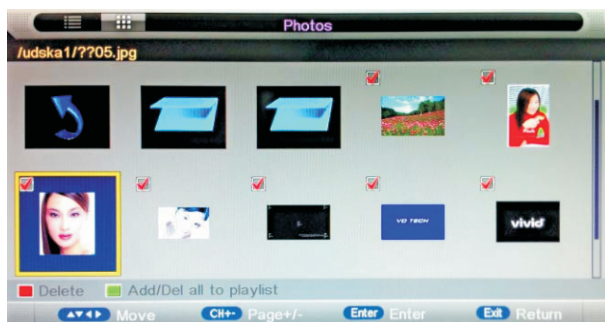 Photos
/udska1/??05.jpg
VO TECH
vivid
Delete Add/Del all to playlist
Move CH+- Page+/- Enter Enter Exit Return